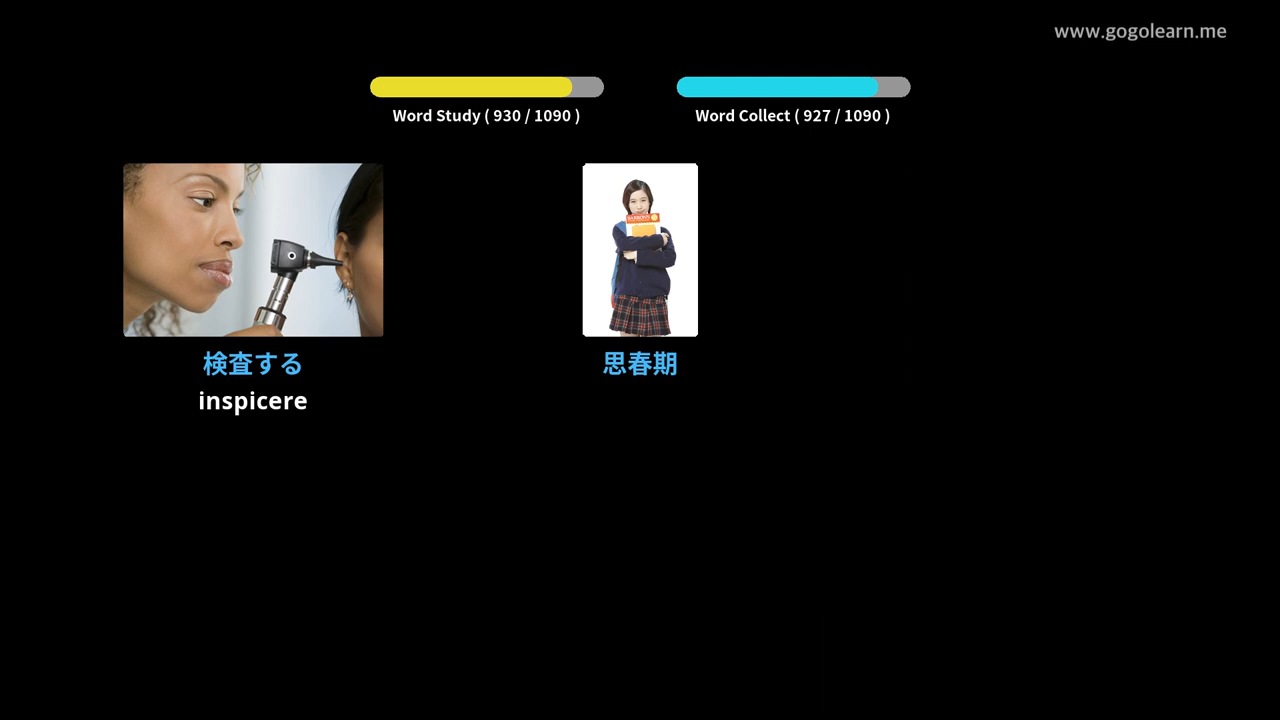 www.gogolearn.me
Word Study ( 930 / 1090 )
Word Collect ( 927 / 1090 )
BARRON'S
検査する
思春期
inspicere